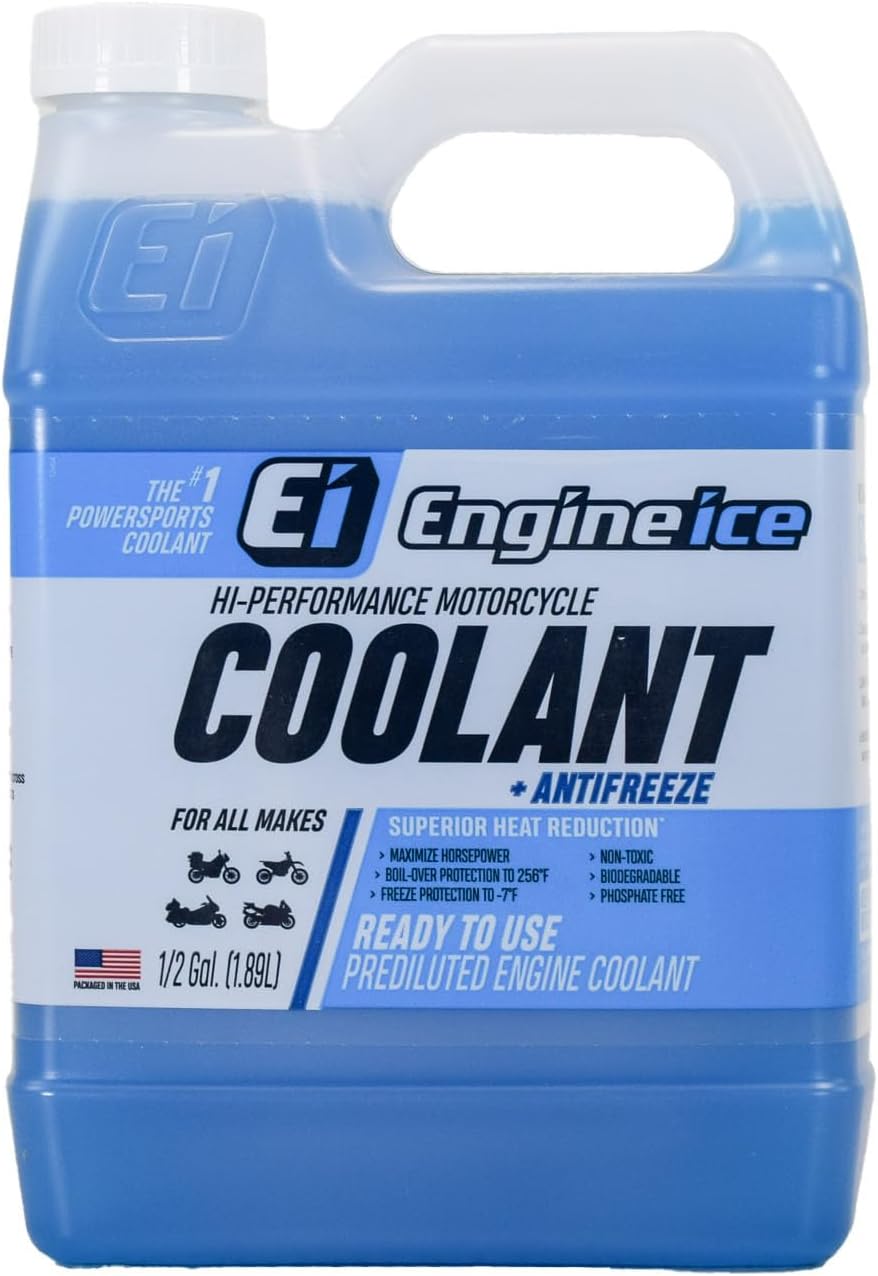 Ei
THE #1
POWERSPORTS
COOLANT
Ei Engine ice
HI-PERFORMANCE MOTORCYCLE
COOLANT
+ ANTIFREEZE
FOR ALL MAKES
SUPERIOR HEAT REDUCTION*
> MAXIMIZE HORSEPOWER
> BOIL-OVER PROTECTION TO 256°F
> FREEZE PROTECTION TO -7°F
> NON-TOXIC
> BIODEGRADABLE
> PHOSPHATE FREE
READY TO USE
PREDILUTED ENGINE COOLANT
PACKAGED IN THE USA
1/2 Gal. (1.89L)